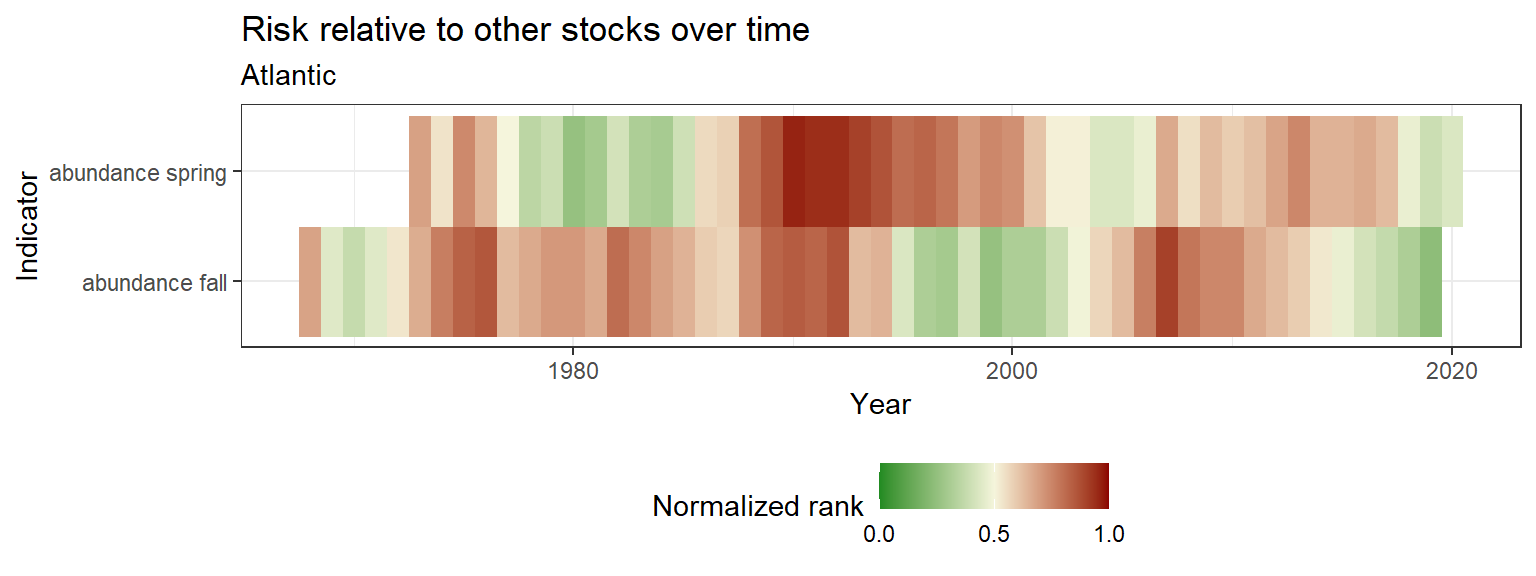 Risk relative to other stocks over time
Atlantic
Indicator
abundance spring
abundance fall
1980 2000 2020
Year
Normalized rank
0.0 0.5 1.0